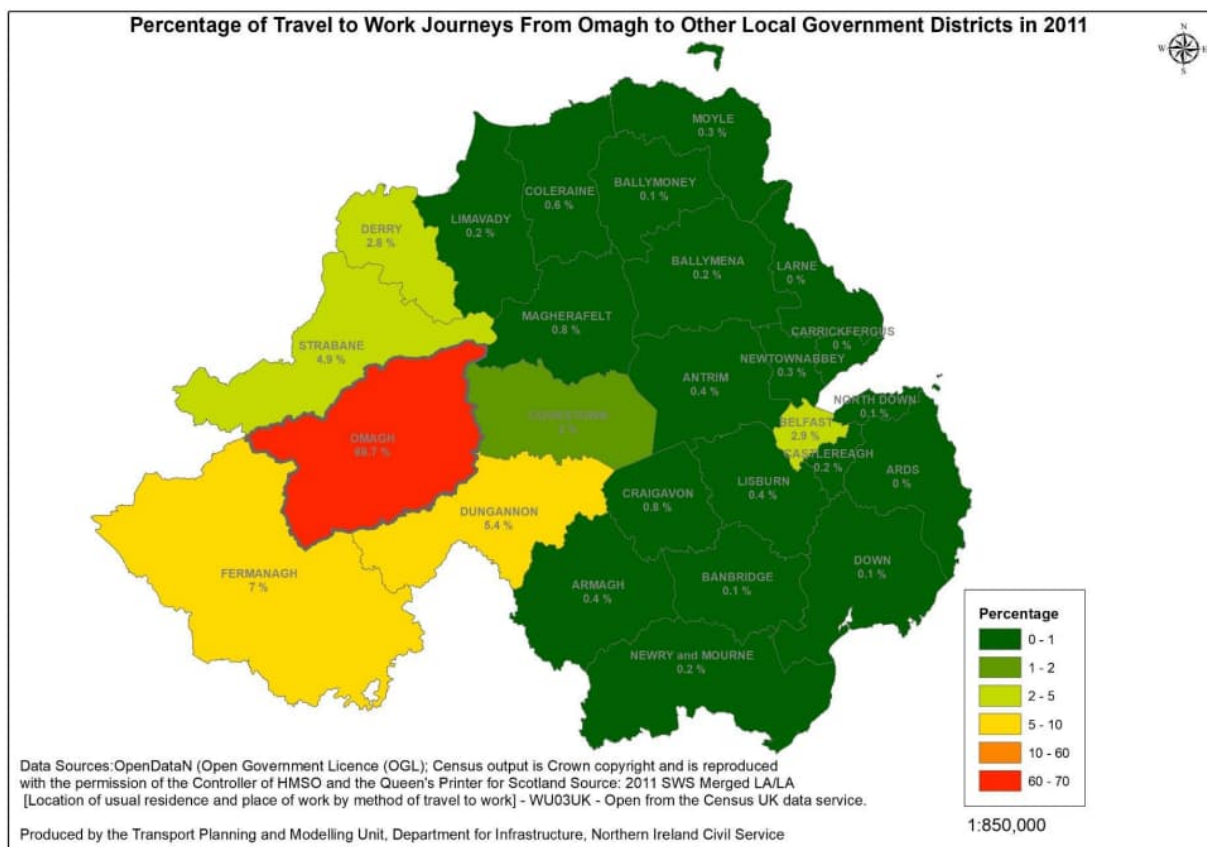 Percentage of Travel to Work Journeys From Omagh to Other Local Government Districts in 2011
N
W E
S
MOYLE
0.3 %
BALLYMONEY
0.1 %
COLERAINE
0.6 %
LIMAVADY
0.2 %
DERRY
2.8 %
BALLYMENA
0.2 %
LARNE
0 %
MAGHERAFELT
0.8 %
CARRICKFERGUS
0 %
STRABANE
4.9 %
NEWTOWNABBEY
0.3 %
ANTRIM
0.4 %
NORTH DOWN
0.1 %
COOKSTOWN
2 %
BELFAST
2.9 %
OMAGH
69.7 %
CASTLEREAGH
0.2 %
ARDS
0 %
LISBURN
0.4 %
CRAIGAVON
DUNGANNON
5.4 %
DOWN
0.1 %
FERMANAGH
7 %
ARMAGH
0.4 %
BANBRIDGE
0.1 %
NEWRY and MOURNE
0.2 %
Percentage
0 - 1
1 - 2
2 - 5
5 - 10
10 - 60
60 - 70
1:850,000
Data Sources:OpenDataN (Open Government Licence (OGL); Census output is Crown copyright and is reproduced
with the permission of the Controller of HMSO and the Queen's Printer for Scotland Source: 2011 SWS Merged LA/LA
[Location of usual residence and place of work by method of travel to work] - WU03UK - Open from the Census UK data service.
Produced by the Transport Planning and Modelling Unit, Department for Infrastructure, Northern Ireland Civil Service